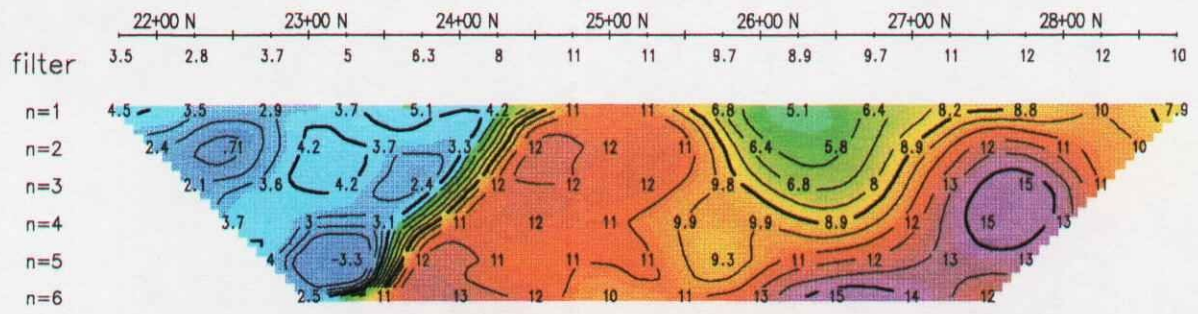 22+00 N 23+00 N 24+00 N 25+00 N 26+00 N 27+00 N 28+00 N
filter 3.5 2.8 3.7 5 6.3 8 11 11 9.7 8.9 9.7 11 12 12 10
n=1 4.5 3.5 2.9 3.7 5.1 4.2 11 11 6.8 5.1 6.4 8.2 8.8 10 7.9
n=2 2.4 .71 4.2 3.7 3.3 12 12 11 6.4 5.8 8.9 12 11 10
n=3 2.1 3.6 4.2 2.4 12 12 12 9.8 6.8 8 13 15 11
n=4 3.7 3 3.1 11 12 11 9.9 9.9 8.9 12 15 13
n=5 4 -3.3 12 11 11 11 9.3 11 12 13 13
n=6 2.5 11 13 12 10 11 13 15 14 12